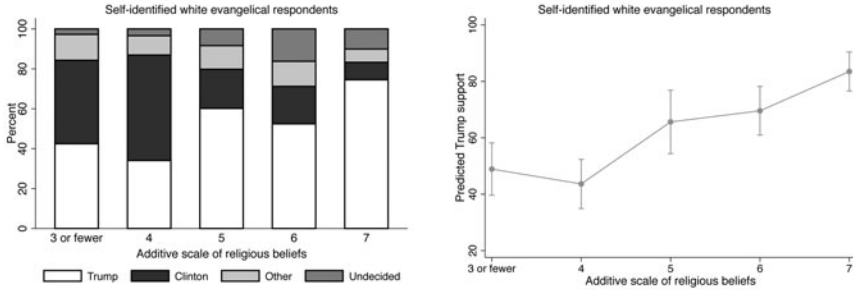 Self-identified white evangelical respondents
Percent
100
80
60
40
20
0
3 or fewer 4 5 6 7
Additive scale of religious beliefs
Trump Clinton Other Undecided
Self-identified white evangelical respondents
Predicted Trump support
100
80
60
40
20
3 or fewer 4 5 6 7
Additive scale of religious beliefs